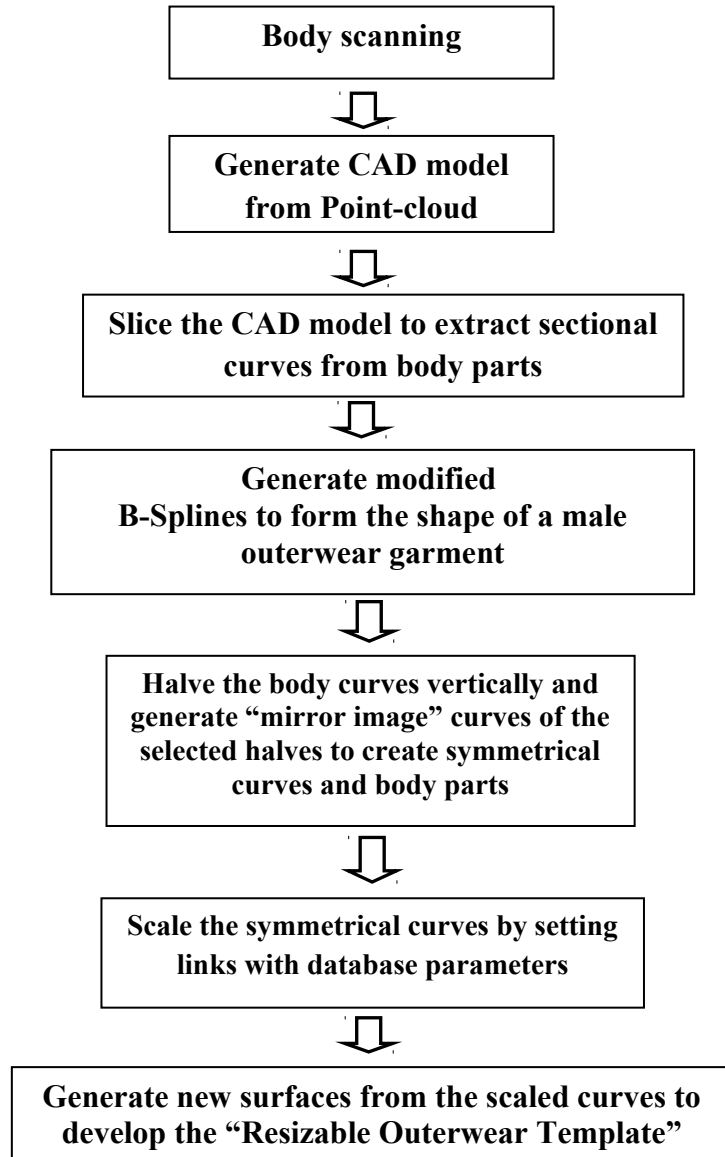 Body scanning
Generate CAD model
from Point-cloud
Slice the CAD model to extract sectional
curves from body parts
Generate modified
B-Splines to form the shape of a male
outerwear garment
Halve the body curves vertically and
generate “mirror image” curves of the
selected halves to create symmetrical
curves and body parts
Scale the symmetrical curves by setting
links with database parameters
Generate new surfaces from the scaled curves to
develop the “Resizable Outerwear Template”